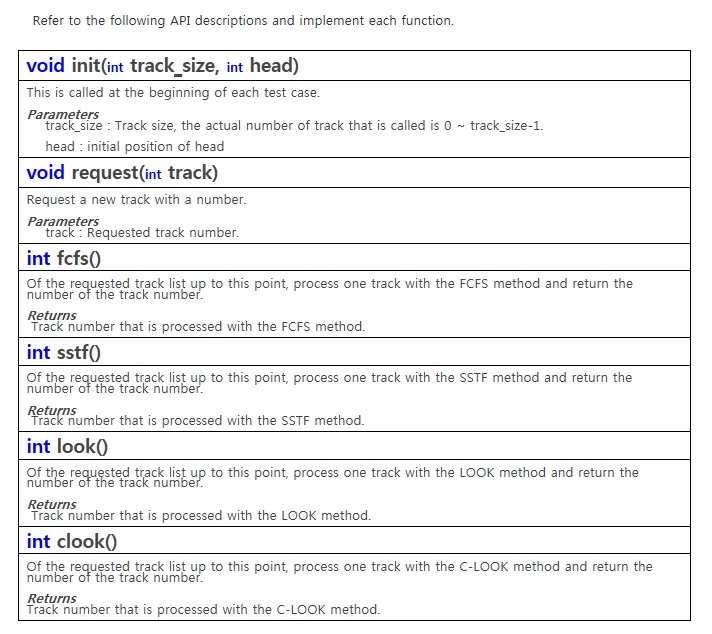 Refer to the following API descriptions and implement each function.
void init(int track_size, int head)
This is called at the beginning of each test case.
Parameters
track_size : Track size, the actual number of track that is called is 0 ~ track_size-1.
head : initial position of head
void request(int track)
Request a new track with a number.
Parameters
track : Requested track number.
int fcfs()
Of the requested track list up to this point, process one track with the FCFS method and return the
number of the track number.
Returns
Track number that is processed with the FCFS method.
int sstf()
Of the requested track list up to this point, process one track with the SSTF method and return the
number of the track number.
Returns
Track number that is processed with the SSTF method.
int look()
Of the requested track list up to this point, process one track with the LOOK method and return the
number of the track number.
Returns
Track number that is processed with the LOOK method.
int clook()
Of the requested track list up to this point, process one track with the C-LOOK method and return the
number of the track number.
Returns
Track number that is processed with the C-LOOK method.